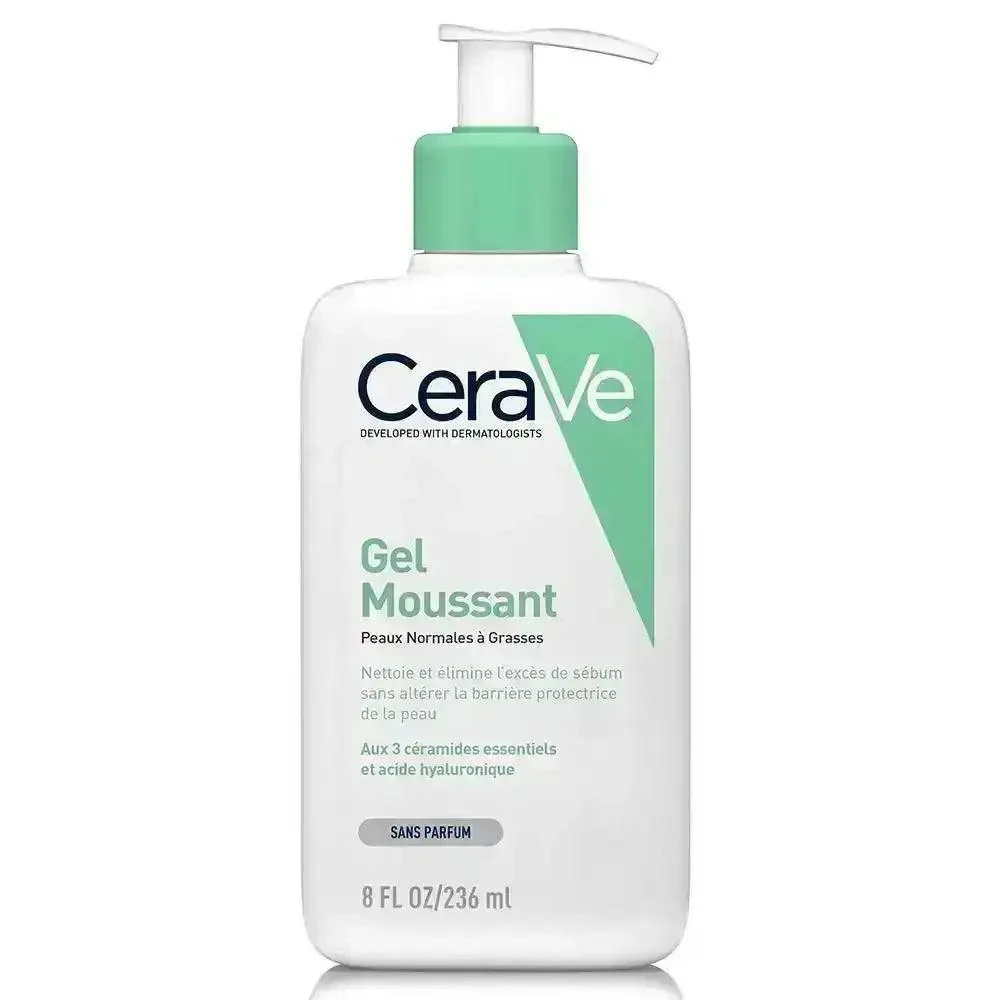 CeraVe
DEVELOPED WITH DERMATOLOGISTS
Gel
Moussant
Peaux Normales à Grasses
Nettoie et élimine l'excès de sébum
sans altérer la barrière protectrice
de la peau
Aux 3 céramides essentiels
et acide hyaluronique
SANS PARFUM
8 FL OZ/236 ml